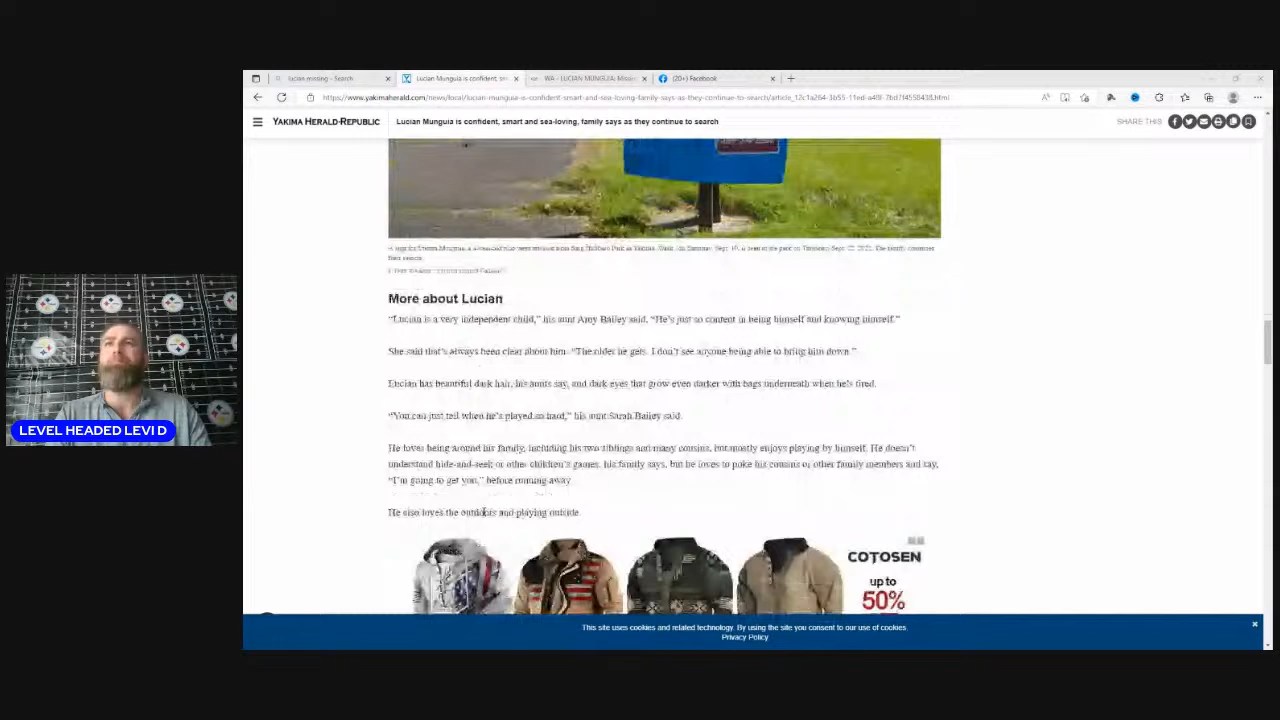 lucian missing - Search
Lucian Munguia is confident, sm
WA - LUCIAN MUNGUIA: Missin
(20+) Facebook
YAKIMA HERALD-REPUBLIC
Lucian Munguia is confident, smart and sea-loving, family says as they continue to search
SHARE THIS
More about Lucian
“Lucian is a very independent child,” his aunt Amy Bailey said. “He's just so content in being himself and knowing himself.”
She said that's always been clear about him. “The older he gets, I don't see anyone being able to bring him down.”
Lucian has beautiful dark hair, his aunts say, and dark eyes that grow even darker with bags underneath when he's tired.
“You can just tell when he's played so hard,” his aunt Sarah Bailey said.
He loves being around his family, including his two siblings and many cousins, but mostly enjoys playing by himself. He doesn't
understand hide-and-seek or other children's games, his family says, but he loves to poke his cousins or other family members and say,
“I'm going to get you,” before running away.
He also loves the outdoors and playing outside.
LEVEL HEADED LEVI D
COTOSEN
up to
50%
This site uses cookies and related technology. By using the site you consent to our use of cookies.
Privacy Policy